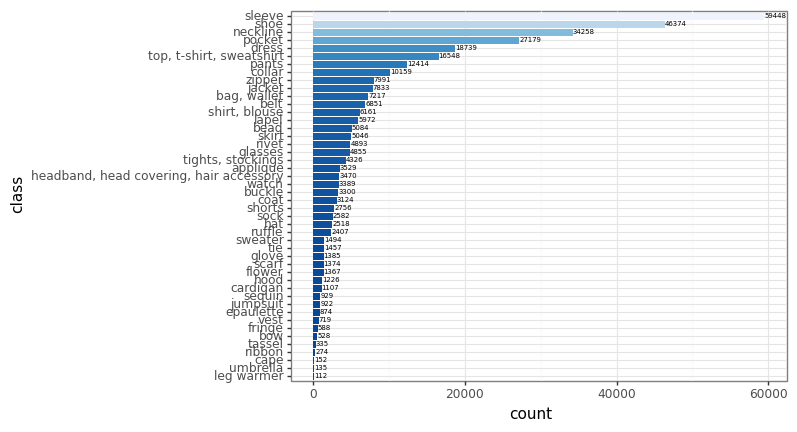 sleeve 59448
shoe 46374
neckline 34258
pocket 27179
dress 18739
top, t-shirt, sweatshirt 16548
pants 12414
collar 10159
zipper 7991
jacket 7833
bag, wallet 7217
belt 6851
shirt, blouse 6161
lapel 5972
bead 5084
skirt 5046
rivet 4893
glasses 4855
tights, stockings 4326
applique 3529
headband, head covering, hair accessory 3470
watch 3389
buckle 3300
coat 3124
shorts 2756
sock 2582
hat 2518
ruffle 2407
sweater 1494
tie 1457
glove 1385
scarf 1374
flower 1367
hood 1226
cardigan 1107
sequin 929
jumpsuit 922
epaulette 874
vest 719
fringe 588
bow 528
tassel 335
ribbon 274
cape 152
umbrella 135
leg warmer 112
class
0 20000 40000 60000
count